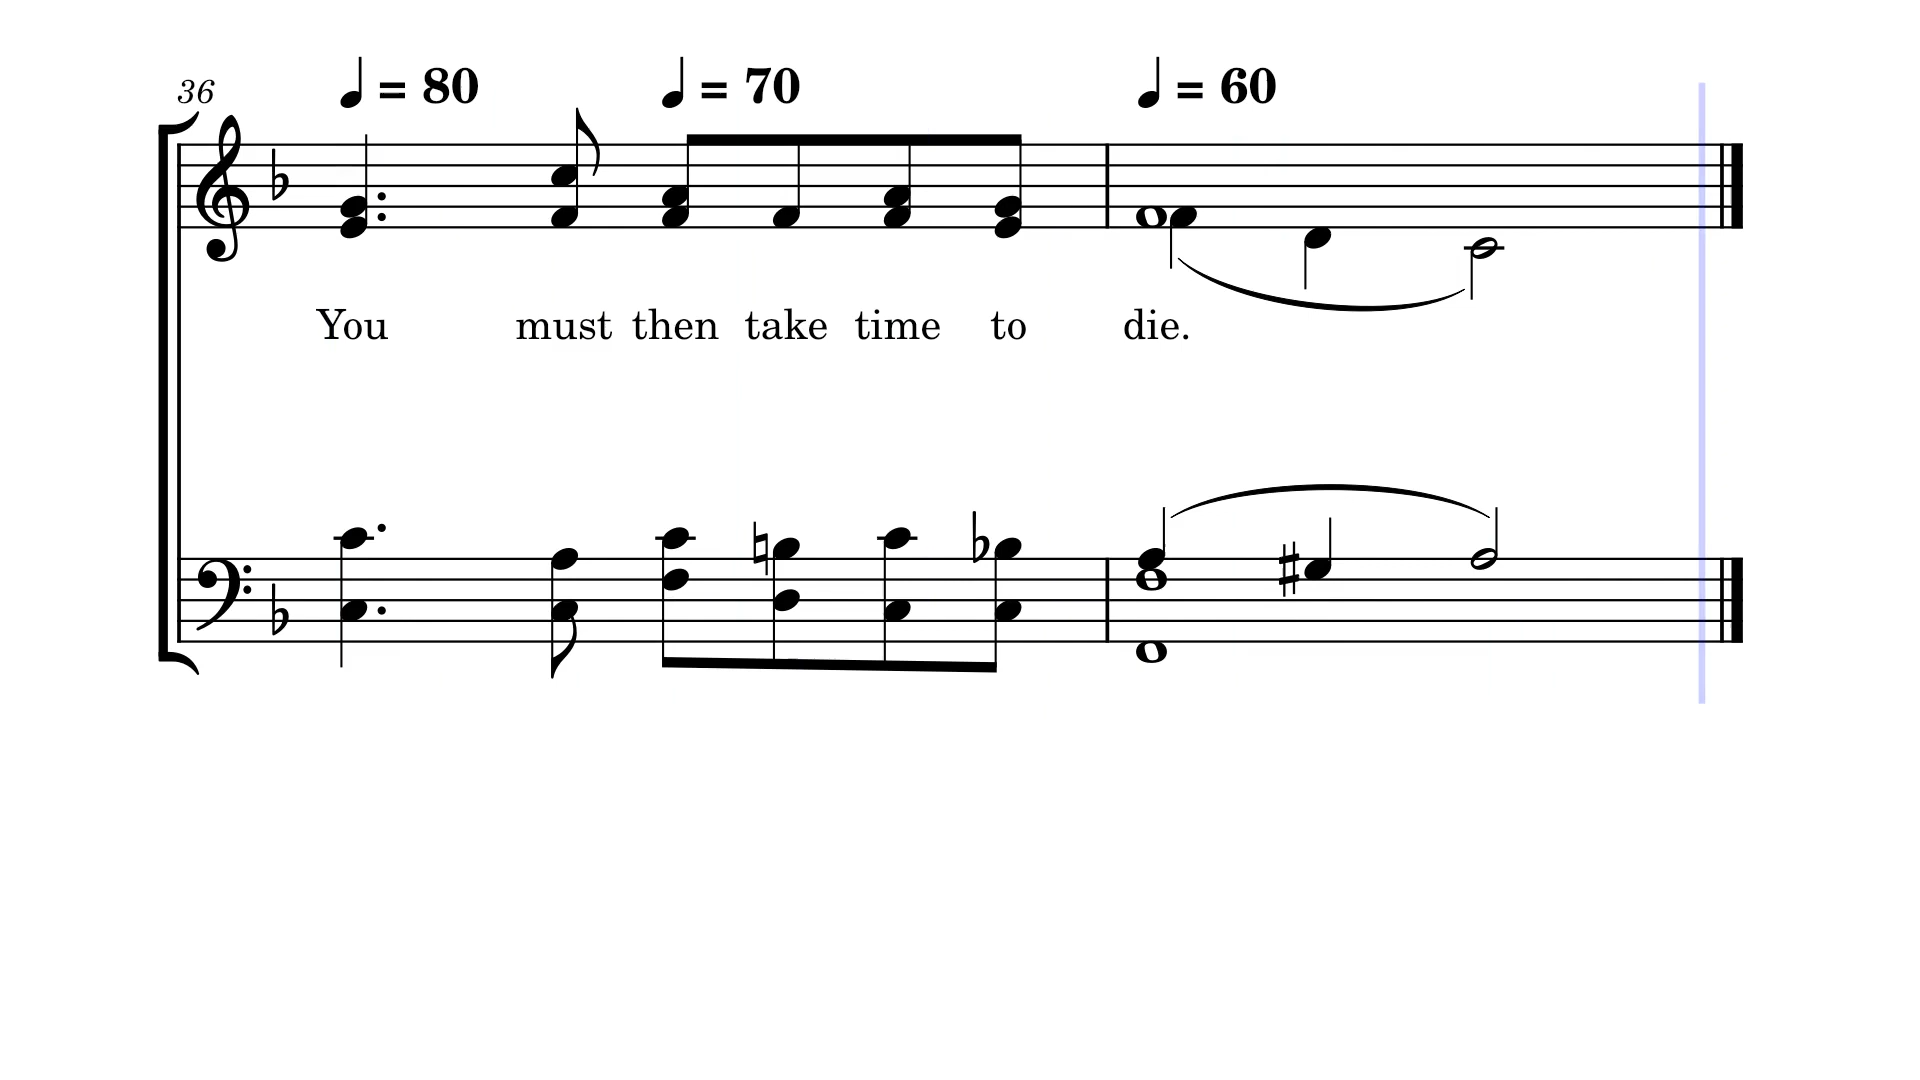 36
♩ = 80 ♩ = 70 ♩ = 60
You must then take time to die.